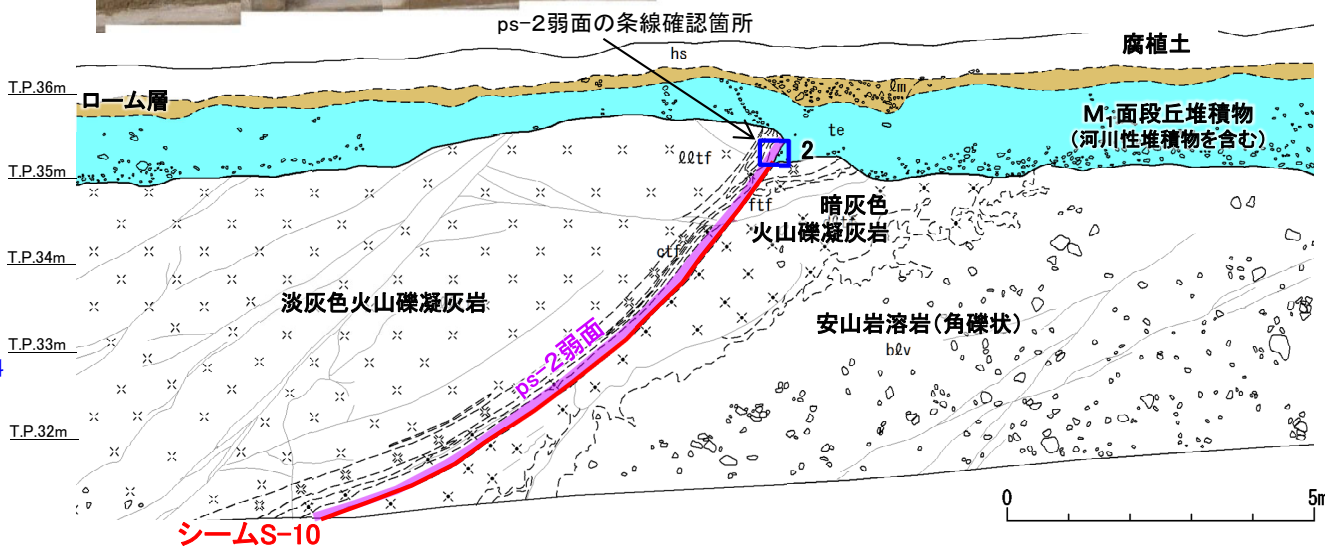 ps-2弱面の条線確認箇所
hs
腐植土
T.P.36m
ローム層
ℓm
M₁面段丘堆積物
(河川性堆積物を含む)
te
2
ℓℓtf
T.P.35m
ftf
暗灰色
火山礫凝灰岩
T.P.34m
ctf
淡灰色火山礫凝灰岩
安山岩溶岩(角礫状)
T.P.33m
bℓv
ps-2弱面
T.P.32m
0
5m
シームS-10